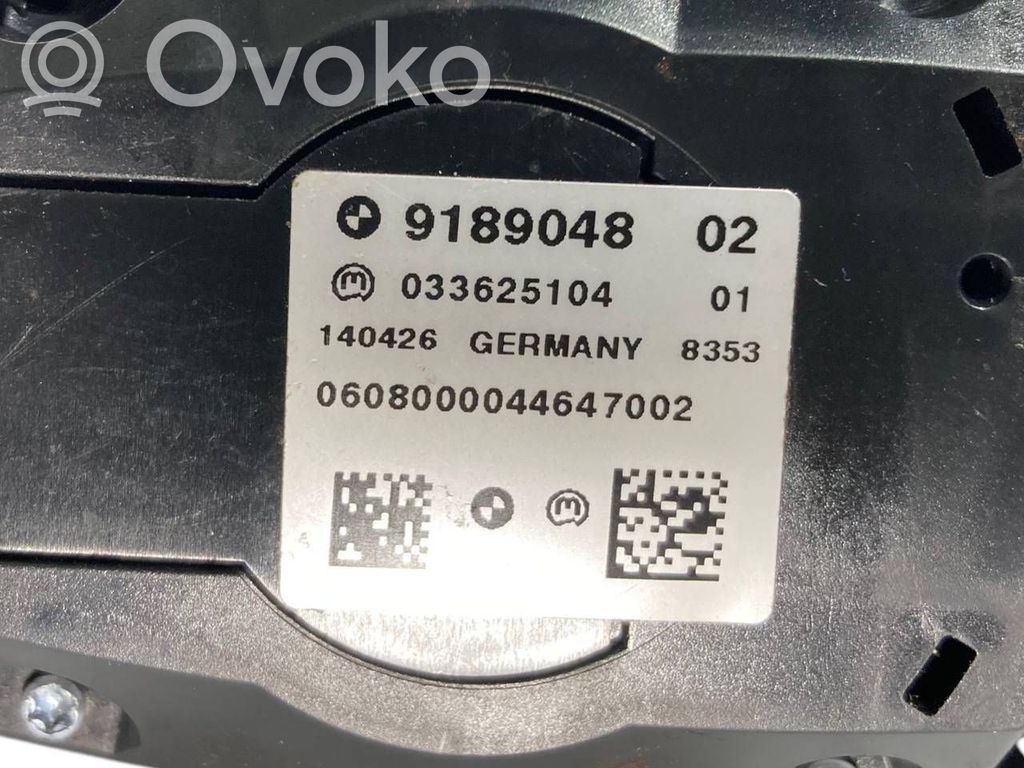 Ovoko
9189048 02
M 033625104 01
140426 GERMANY 8353
0608000044647002
M